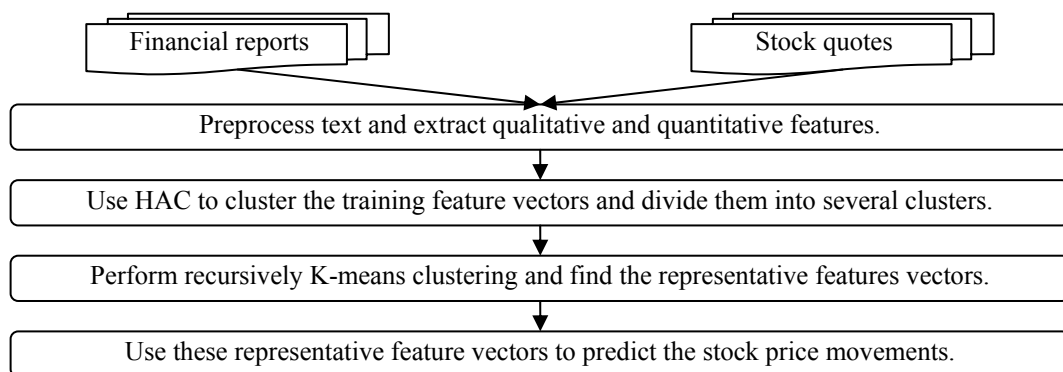 Financial reports
Stock quotes
Preprocess text and extract qualitative and quantitative features.
Use HAC to cluster the training feature vectors and divide them into several clusters.
Perform recursively K-means clustering and find the representative features vectors.
Use these representative feature vectors to predict the stock price movements.